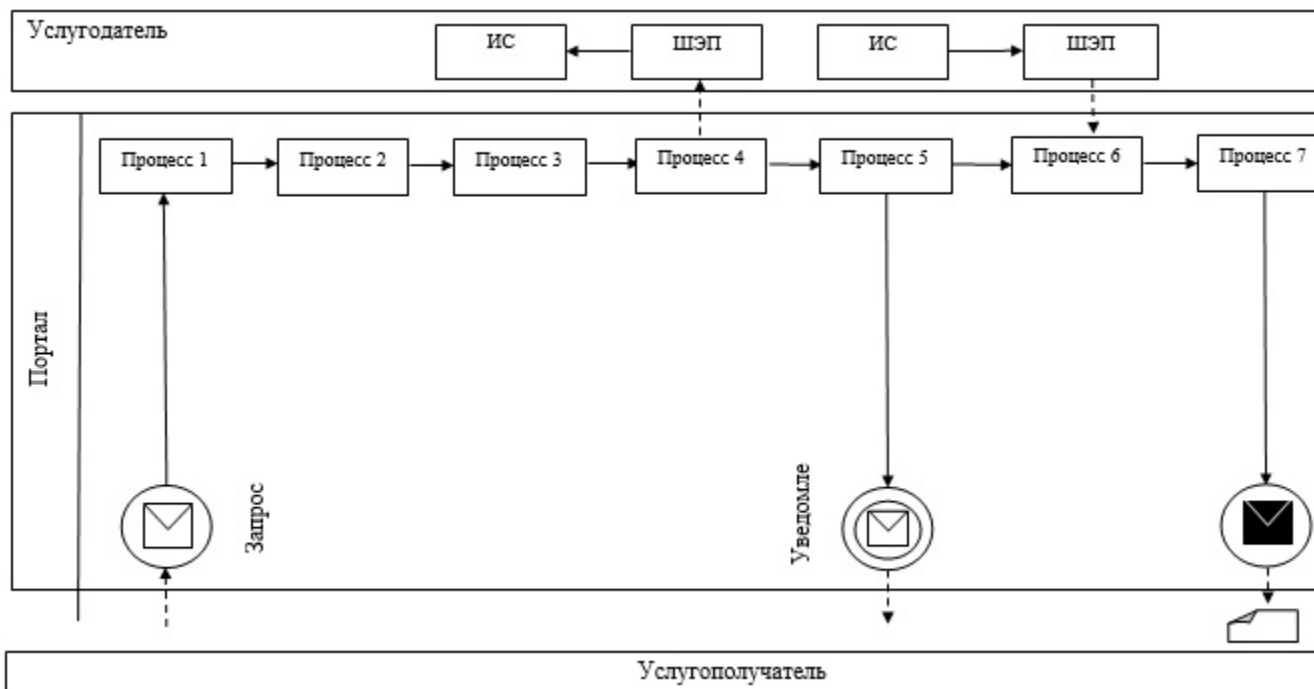 Услугодатель
ИС
ШЭП
ИС
ШЭП
Портал
Процесс 1
Процесс 2
Процесс 3
Процесс 4
Процесс 5
Процесс 6
Процесс 7
Запрос
Уведомле
Услугополучатель